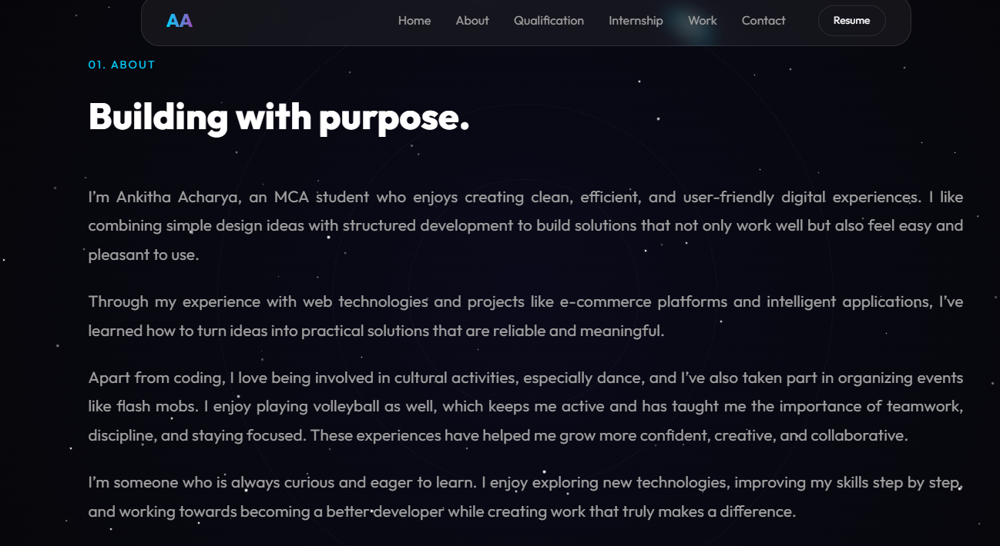 AA
Home About Qualification Internship Work Contact Resume
01. ABOUT
Building with purpose.
I’m Ankitha Acharya, an MCA student who enjoys creating clean, efficient, and user-friendly digital experiences. I like
combining simple design ideas with structured development to build solutions that not only work well but also feel easy and
pleasant to use.
Through my experience with web technologies and projects like e-commerce platforms and intelligent applications, I’ve
learned how to turn ideas into practical solutions that are reliable and meaningful.
Apart from coding, I love being involved in cultural activities, especially dance, and I’ve also taken part in organizing events
like flash mobs. I enjoy playing volleyball as well, which keeps me active and has taught me the importance of teamwork,
discipline, and staying focused. These experiences have helped me grow more confident, creative, and collaborative.
I’m someone who is always curious and eager to learn. I enjoy exploring new technologies, improving my skills step by step,
and working towards becoming a better developer while creating work that truly makes a difference.